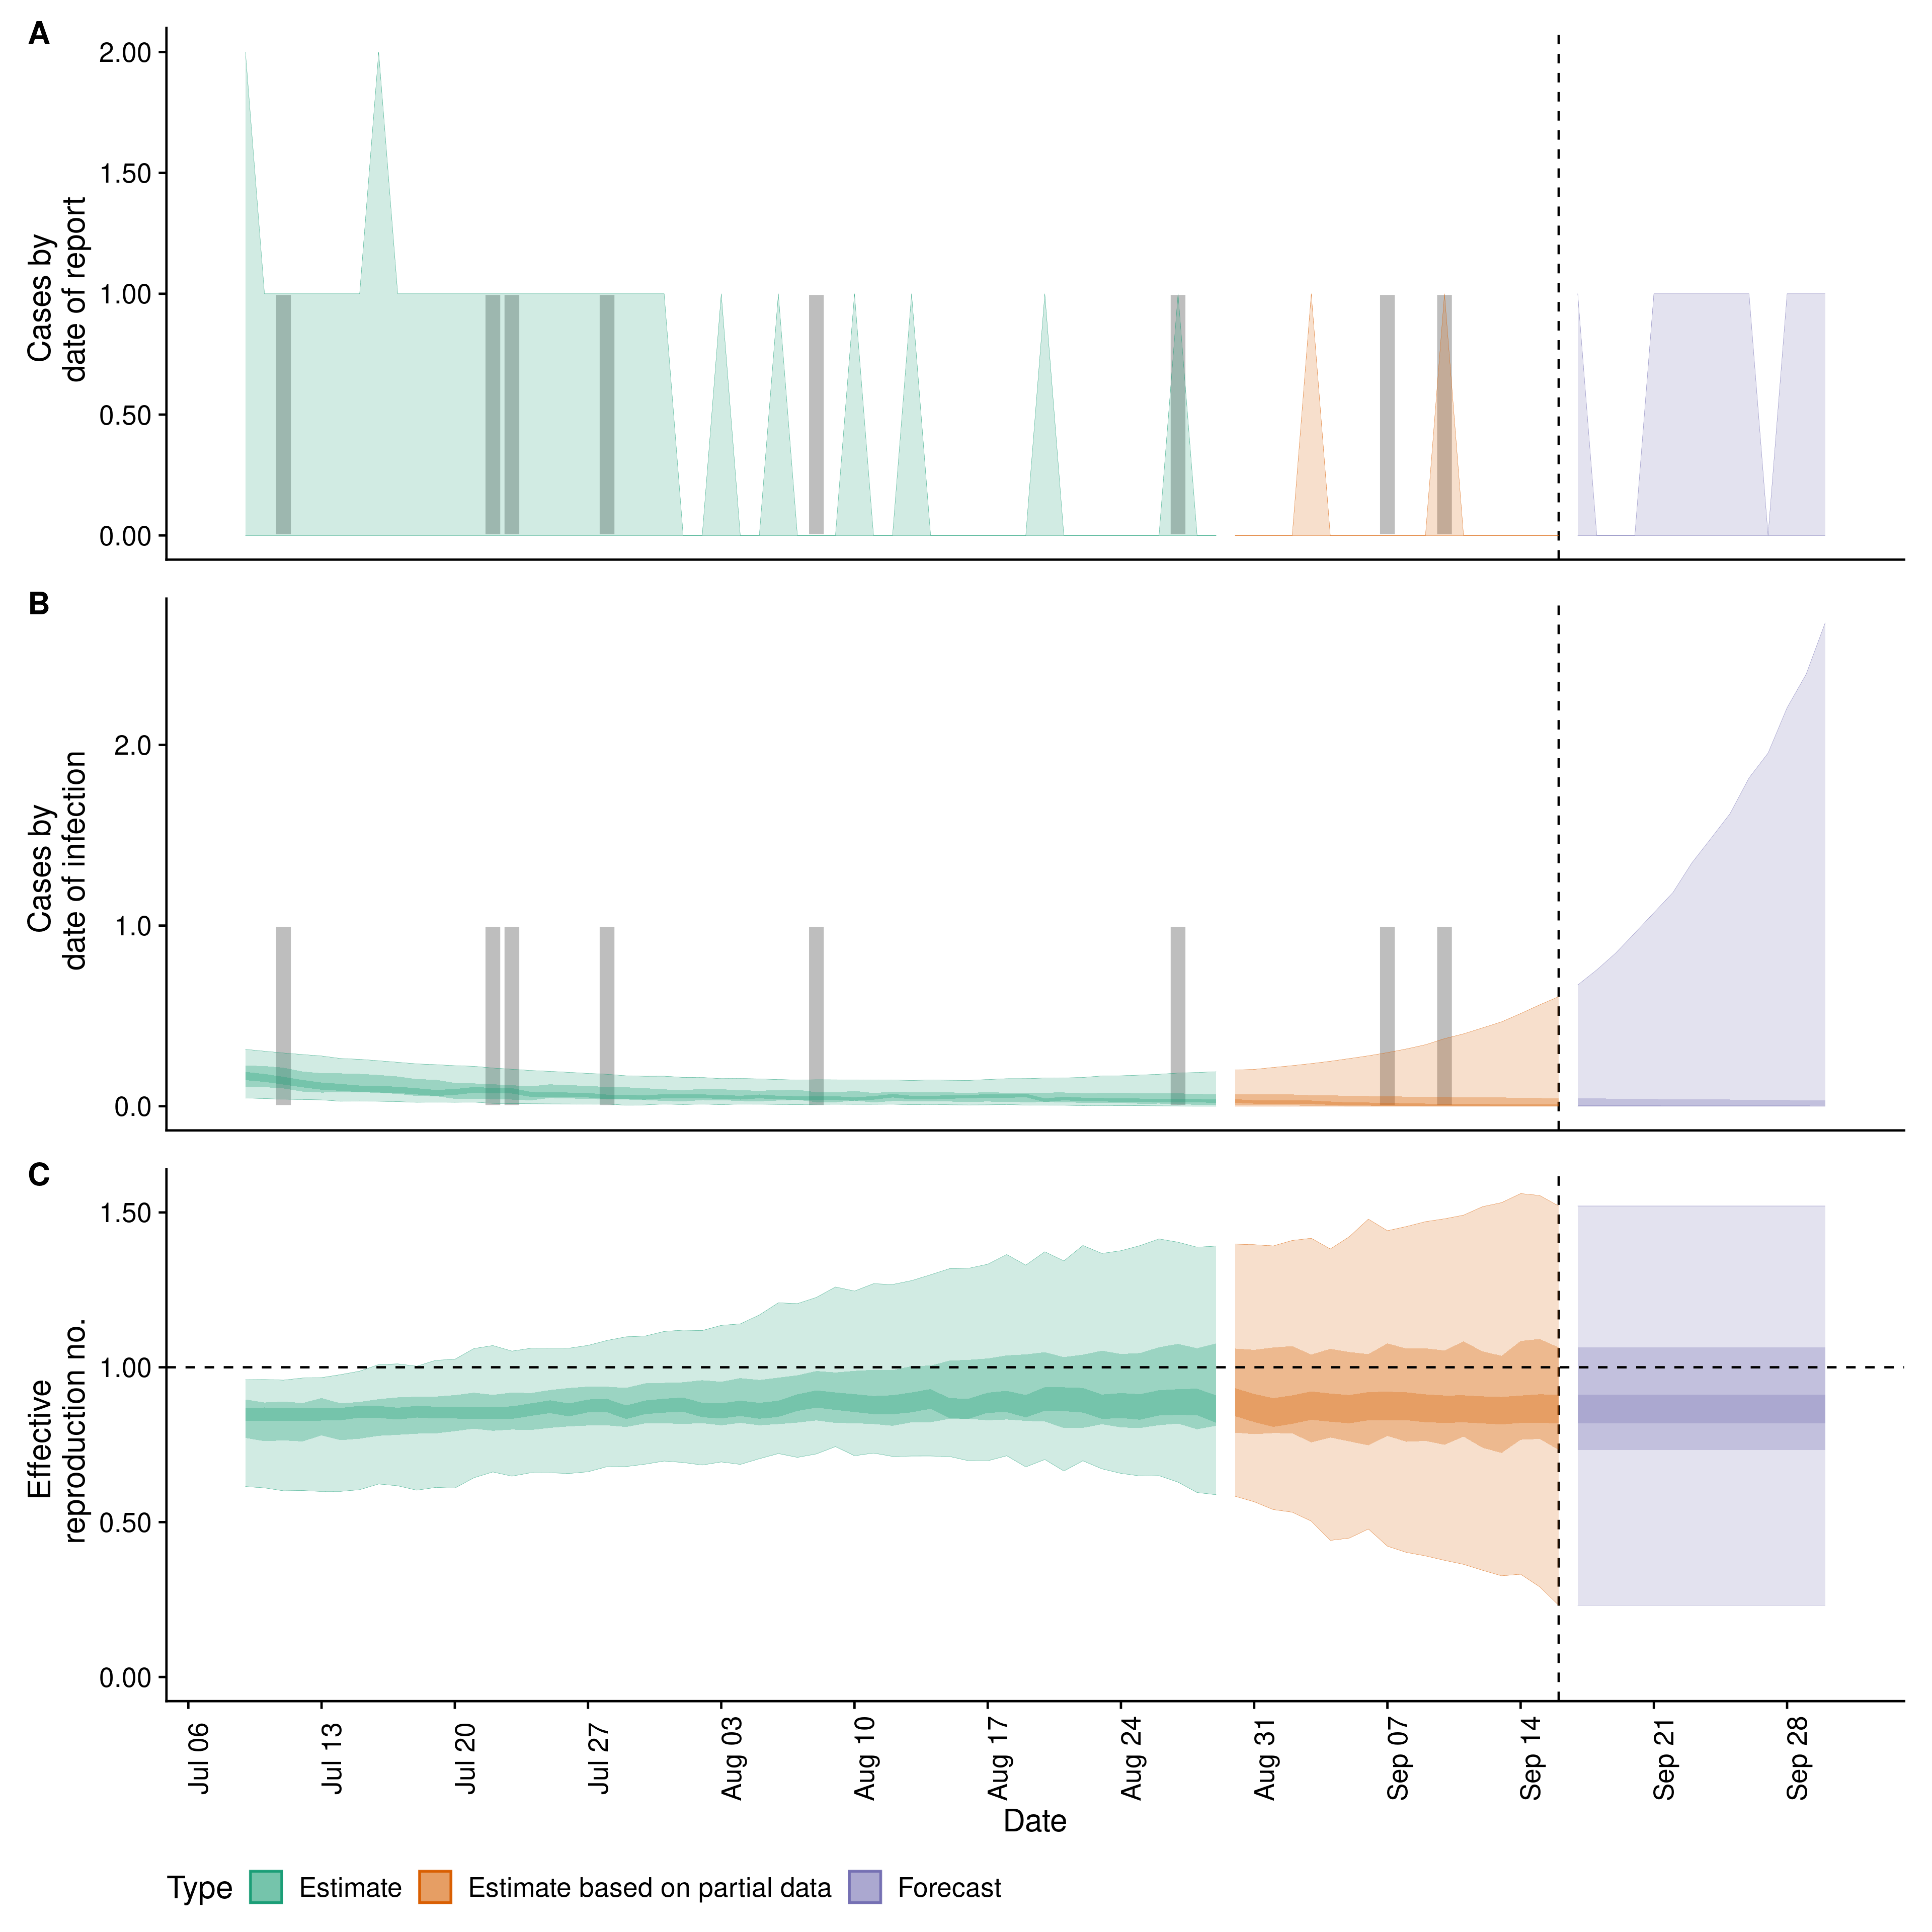 A
Cases by
date of report
2.00
1.50
1.00
0.50
0.00
B
Cases by
date of infection
2.0
1.0
0.0
C
Effective
reproduction no.
1.50
1.00
0.50
0.00
Jul 06
Jul 13
Jul 20
Jul 27
Aug 03
Aug 10
Aug 17
Aug 24
Aug 31
Sep 07
Sep 14
Sep 21
Sep 28
Date
Type Estimate Estimate based on partial data Forecast